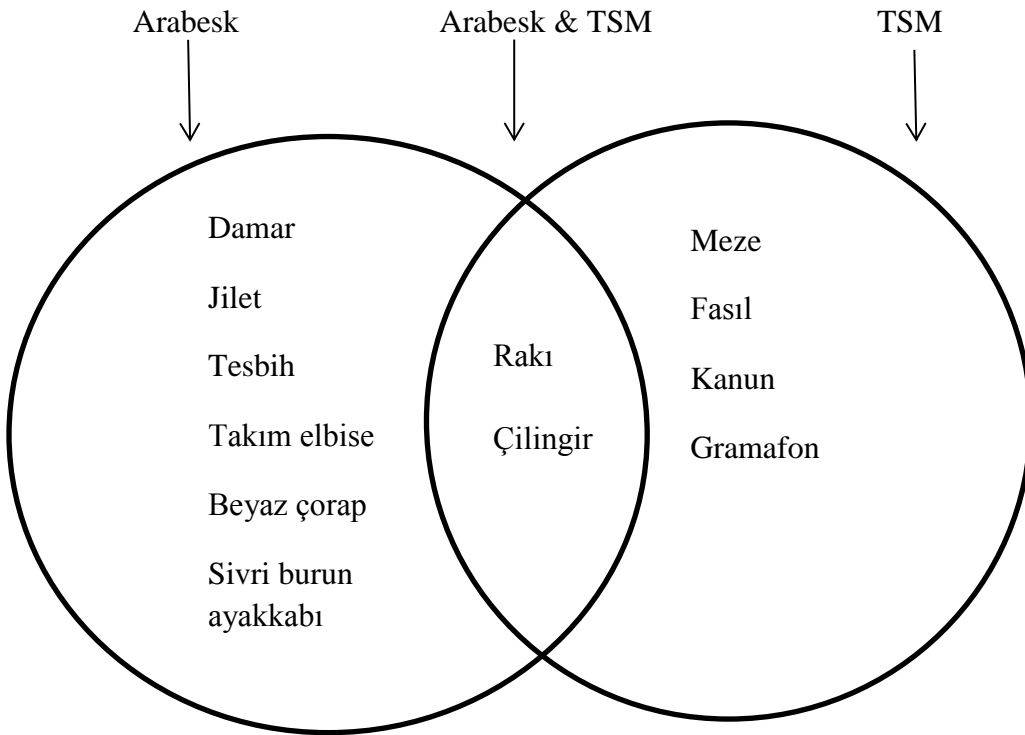 Arabesk
Arabesk & TSM
TSM
Damar
Jilet
Tesbih
Takım elbise
Beyaz çorap
Sivri burun
ayakkabı
Rakı
Çilingir
Meze
Fasıl
Kanun
Gramafon